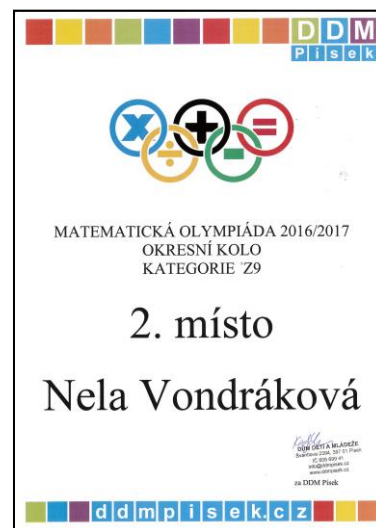 DDM
Písek
× + =
÷ -
MATEMATICKÁ OLYMPIÁDA 2016/2017
OKRESNÍ KOLO
KATEGORIE Z9
2. místo
Nela Vondráková
DŮM DĚTÍ A MLÁDEŽE
za DDM Písek
ddmpisek.cz